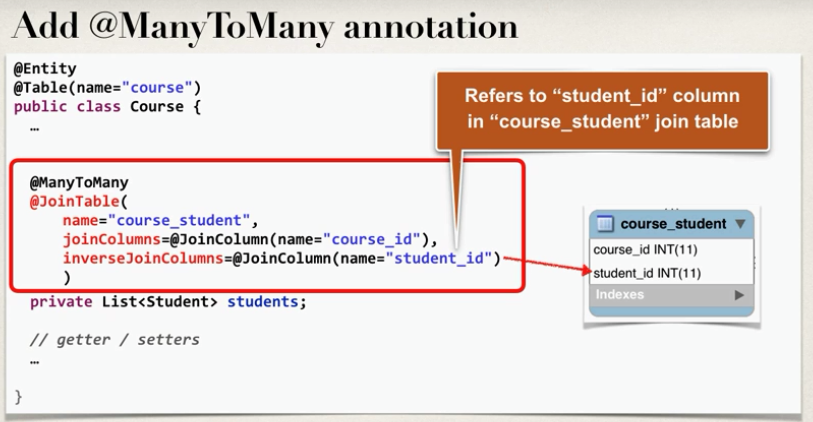 Add @ManyToMany annotation
@Entity
@Table(name="course")
public class Course {
…
Refers to “student_id” column
in “course_student” join table
@ManyToMany
@JoinTable(
name="course_student",
joinColumns=@JoinColumn(name="course_id"),
inverseJoinColumns=@JoinColumn(name="student_id")
)
private List<Student> students;
// getter / setters
…
}
course_student
course_id INT(11)
student_id INT(11)
Indexes